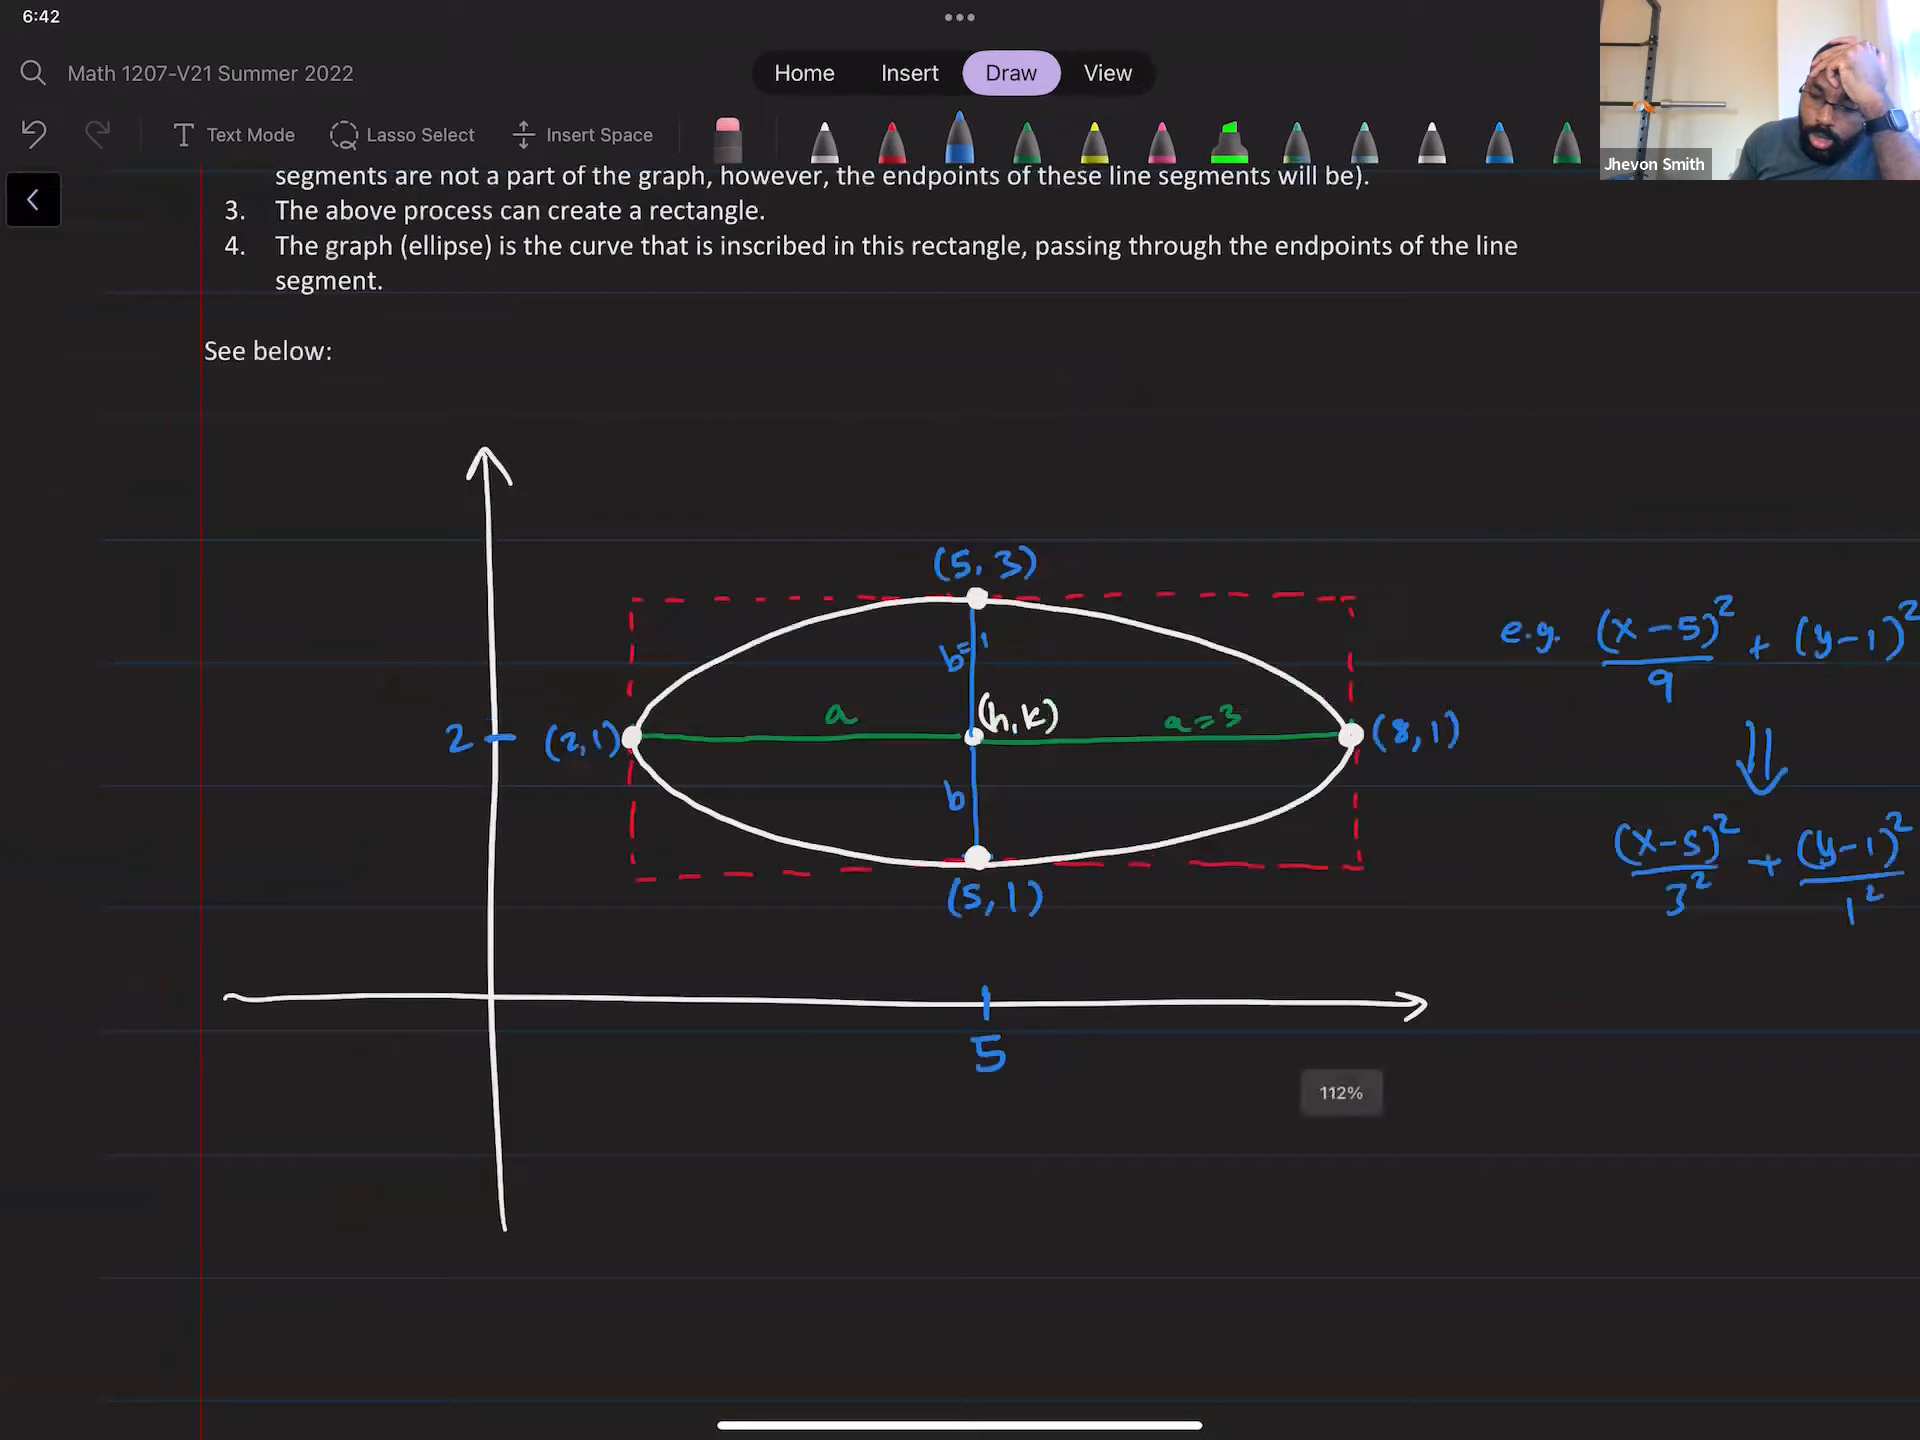 6:42
Math 1207-V21 Summer 2022
Home Insert Draw View
Text Mode Lasso Select Insert Space
Jhevon Smith
segments are not a part of the graph, however, the endpoints of these line segments will be).
3. The above process can create a rectangle.
4. The graph (ellipse) is the curve that is inscribed in this rectangle, passing through the endpoints of the line
segment.
See below:
(5, 3)
b=1
e.g. (x-5)²/9 + (y-1)²
a
(h,k)
a=3
2
(2,1)
(8,1)
b
(x-5)²/3² + (y-1)²/1²
(5,1)
5
112%